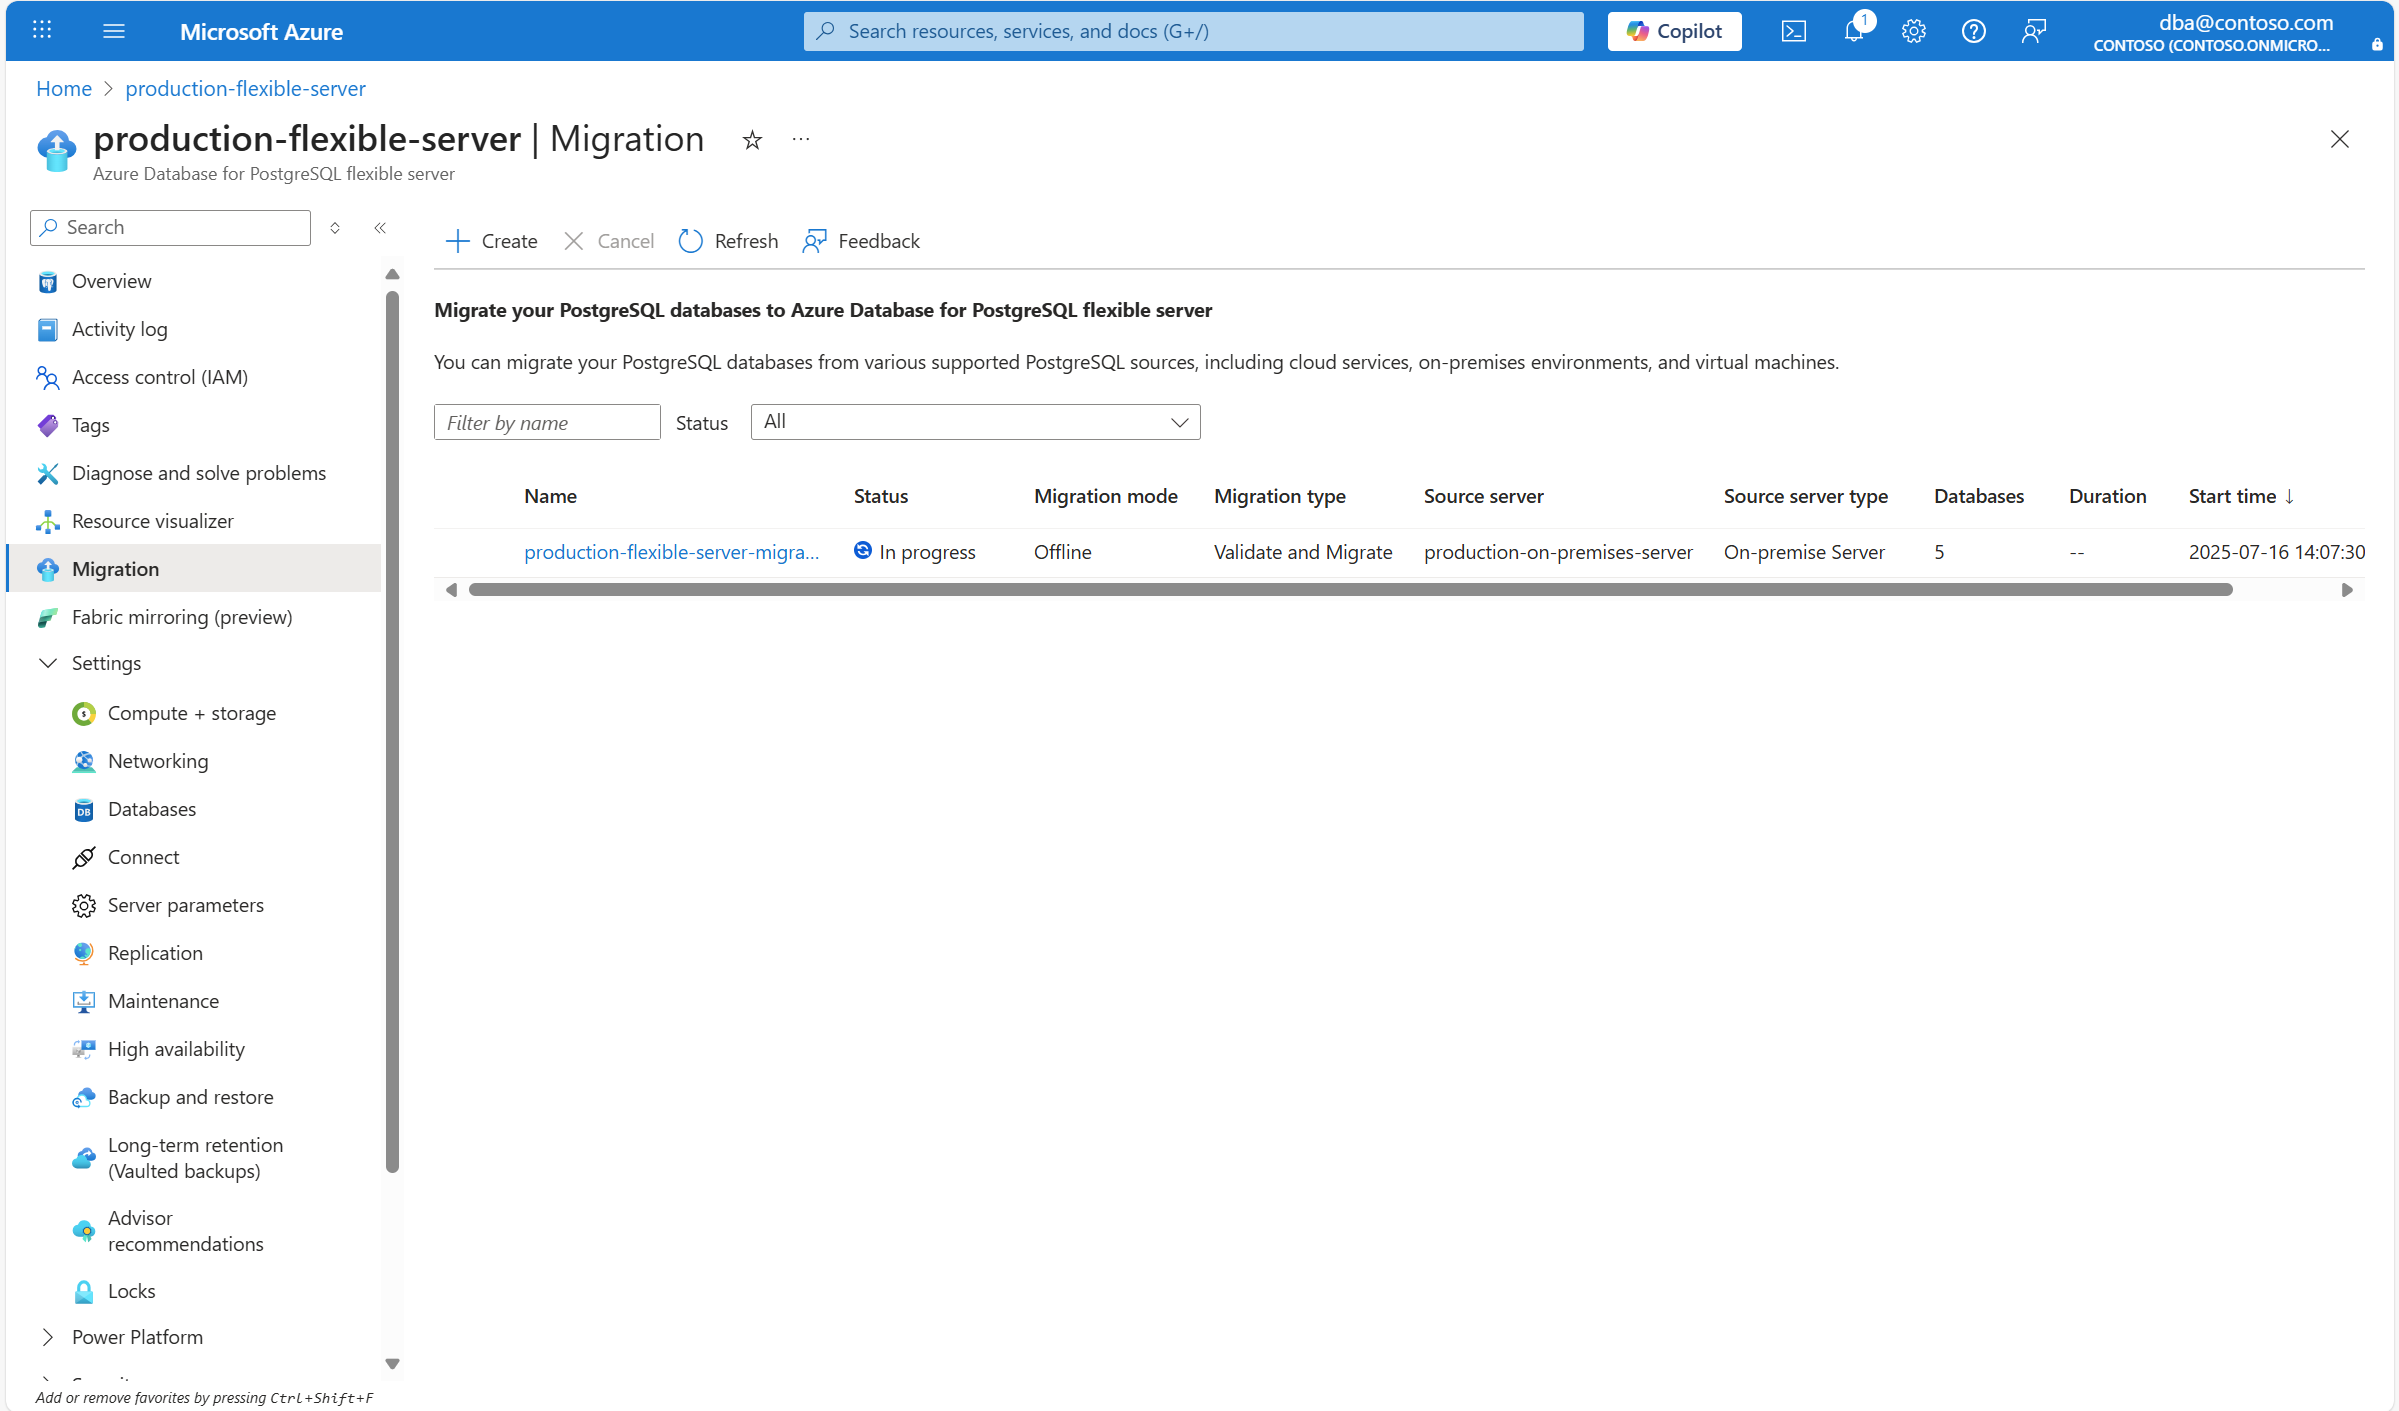 Microsoft Azure
Search resources, services, and docs (G+/)
Copilot
1
dba@contoso.com
CONTOSO (CONTOSO.ONMICRO...
Home > production-flexible-server
production-flexible-server | Migration
Azure Database for PostgreSQL flexible server
Search
Overview
Activity log
Access control (IAM)
Tags
Diagnose and solve problems
Resource visualizer
Migration
Fabric mirroring (preview)
Settings
Compute + storage
Networking
Databases
Connect
Server parameters
Replication
Maintenance
High availability
Backup and restore
Long-term retention
(Vaulted backups)
Advisor
recommendations
Locks
Power Platform
Add or remove favorites by pressing Ctrl+Shift+F
Create Cancel Refresh Feedback
Migrate your PostgreSQL databases to Azure Database for PostgreSQL flexible server
You can migrate your PostgreSQL databases from various supported PostgreSQL sources, including cloud services, on-premises environments, and virtual machines.
Filter by name Status All
Name Status Migration mode Migration type Source server Source server type Databases Duration Start time ↓
production-flexible-server-migra... In progress Offline Validate and Migrate production-on-premises-server On-premise Server 5 -- 2025-07-16 14:07:30